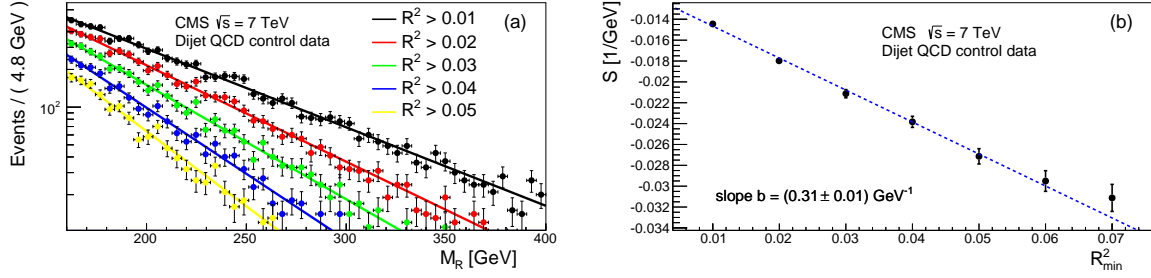 CMS √s = 7 TeV
Dijet QCD control data
(a)
R² > 0.01
R² > 0.02
R² > 0.03
R² > 0.04
R² > 0.05
Events / ( 4.8 GeV )
10²
200 250 300 350 400
M_R [GeV]
(b)
CMS √s = 7 TeV
Dijet QCD control data
S [1/GeV]
-0.014
-0.016
-0.018
-0.02
-0.022
-0.024
-0.026
-0.028
-0.03
-0.032
-0.034
slope b = (0.31 ± 0.01) GeV⁻¹
0.01 0.02 0.03 0.04 0.05 0.06 0.07
R²_min